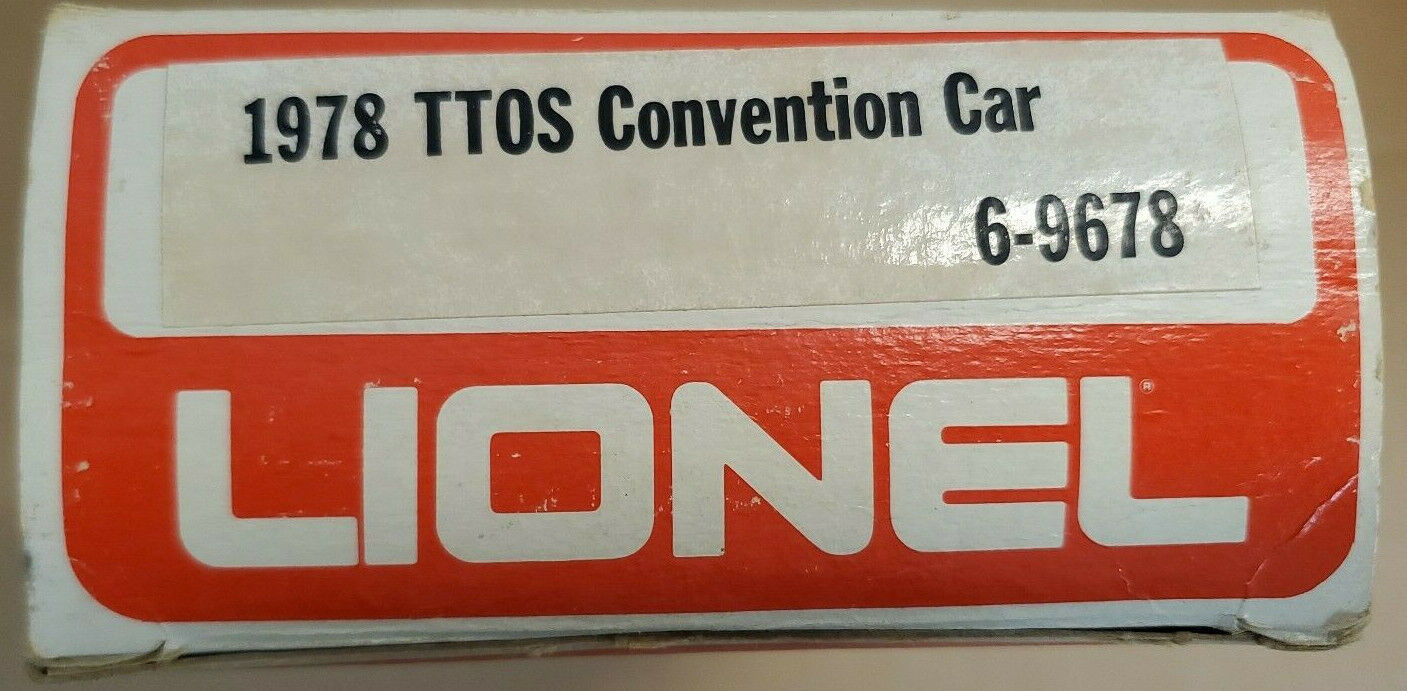 1978 TTOS Convention Car
6-9678
LIONEL®